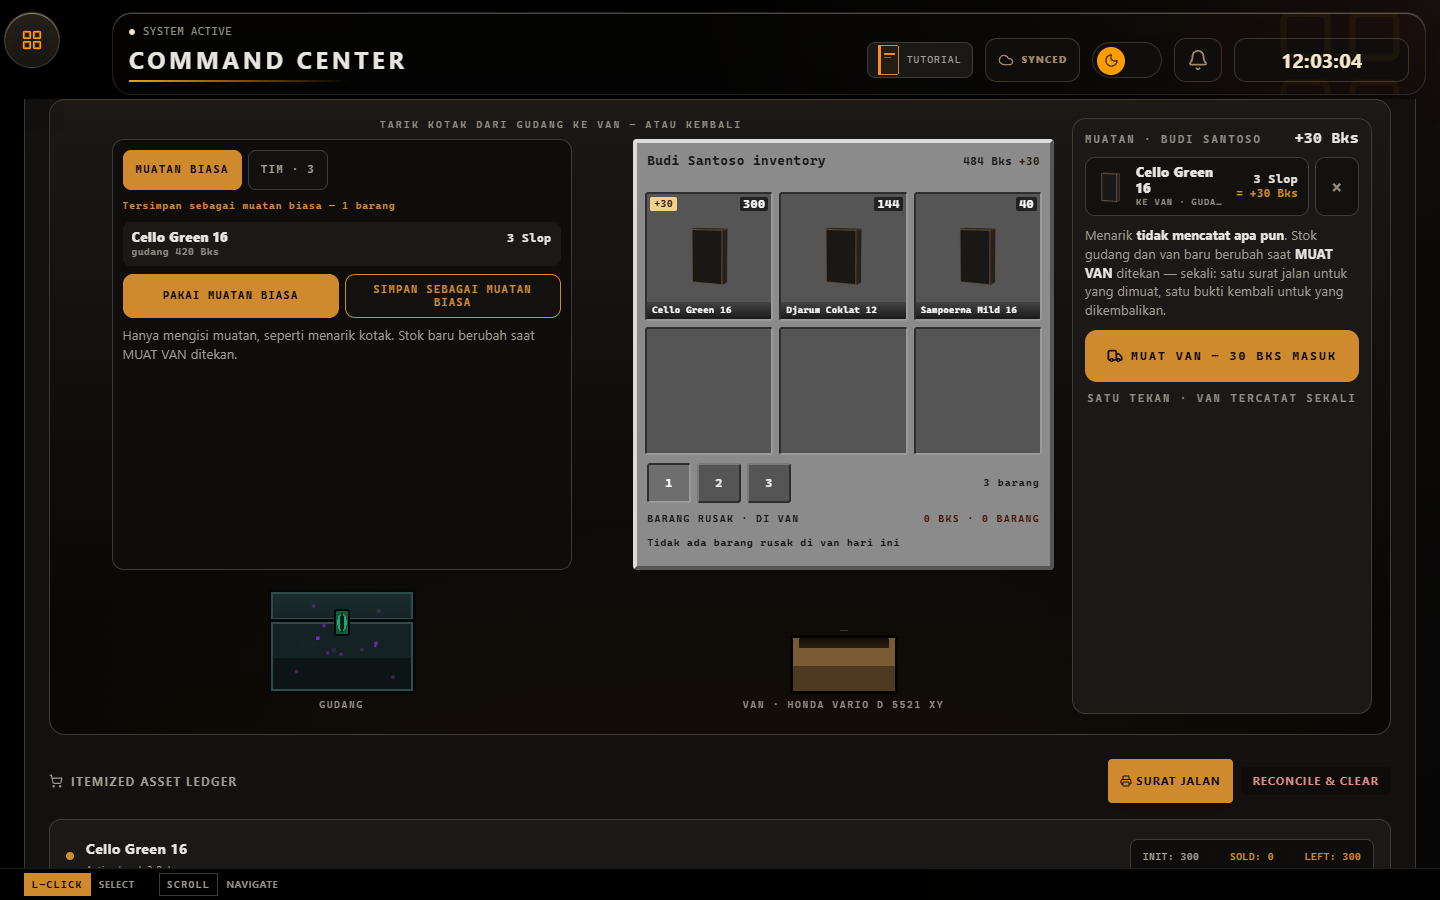 SYSTEM ACTIVE
COMMAND CENTER
TUTORIAL
SYNCED
12:03:04
TARIK KOTAK DARI GUDANG KE VAN — ATAU KEMBALI
MUATAN BIASA
TIM · 3
Tersimpan sebagai muatan biasa — 1 barang
Cello Green 16
3 Slop
gudang 420 Bks
PAKAI MUATAN BIASA
SIMPAN SEBAGAI MUATAN
BIASA
Hanya mengisi muatan, seperti menarik kotak. Stok baru berubah saat
MUAT VAN ditekan.
GUDANG
Budi Santoso inventory
484 Bks +30
+30
300
144
40
Cello Green 16
Djarum Coklat 12
Sampoerna Mild 16
1
2
3
3 barang
BARANG RUSAK · DI VAN
0 BKS · 0 BARANG
Tidak ada barang rusak di van hari ini
VAN · HONDA VARIO D 5521 XY
MUATAN · BUDI SANTOSO
+30 Bks
Cello Green
16
3 Slop
= +30 Bks
KE VAN · GUDA…
×
Menarik tidak mencatat apa pun. Stok
gudang dan van baru berubah saat MUAT
VAN ditekan — sekali: satu surat jalan untuk
yang dimuat, satu bukti kembali untuk yang
dikembalikan.
MUAT VAN — 30 BKS MASUK
SATU TEKAN · VAN TERCATAT SEKALI
ITEMIZED ASSET LEDGER
SURAT JALAN
RECONCILE & CLEAR
Cello Green 16
INIT: 300
SOLD: 0
LEFT: 300
L-CLICK
SELECT
SCROLL
NAVIGATE